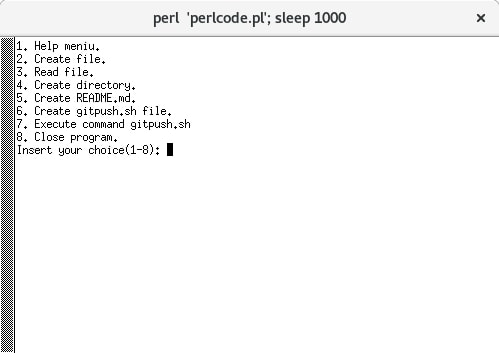 perl 'perlcode.pl'; sleep 1000
1. Help meniu.
2. Create file.
3. Read file.
4. Create directory.
5. Create README.md.
6. Create gitpush.sh file.
7. Execute command gitpush.sh
8. Close program.
Insert your choice(1-8):